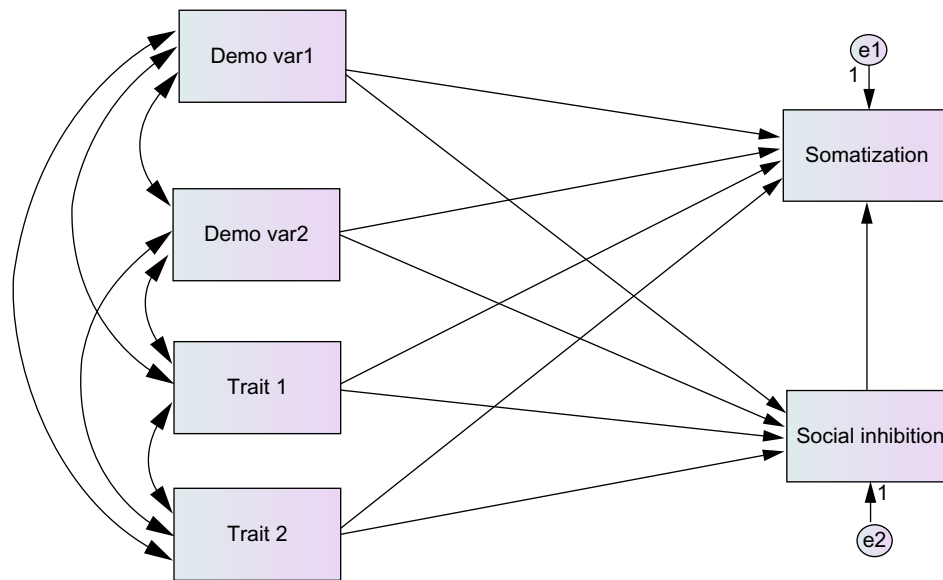 Demo var1
e1
1
Somatization
Demo var2
Trait 1
Social inhibition
1
Trait 2
e2